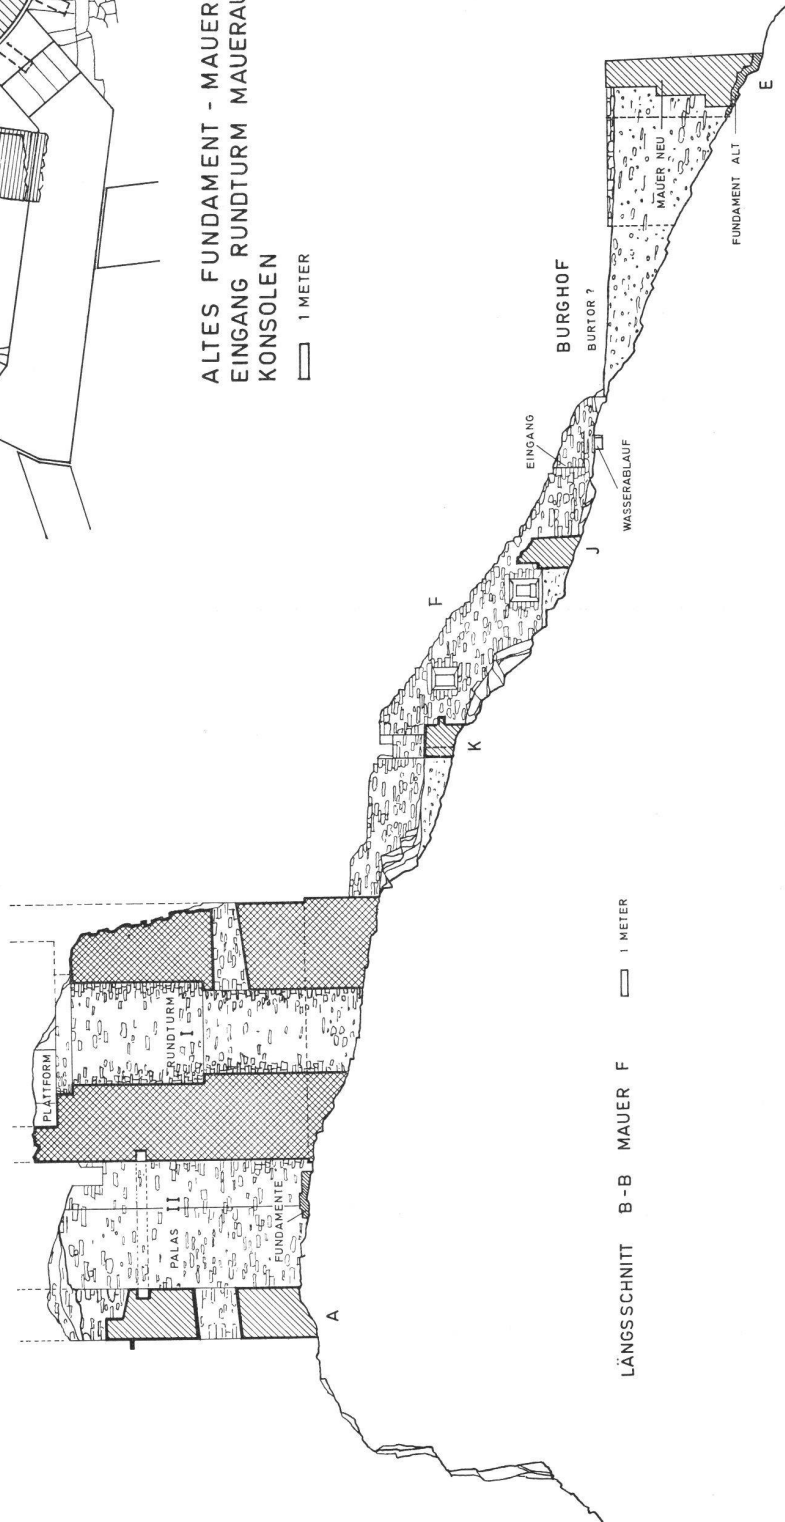 ALTES FUNDAMENT - MAUER
EINGANG RUNDTURM
KONSOLEN
1 METER
PLATTFORM
RUNDTURM
I
PALAS II
FUNDAMENTE
A
K
F
J
EINGANG
WASSERABLAUF
BURGHOF
BURTOR ?
MAUER NEU
FUNDAMENT ALT
E
1 METER
LÄNGSSCHNITT B-B MAUER F